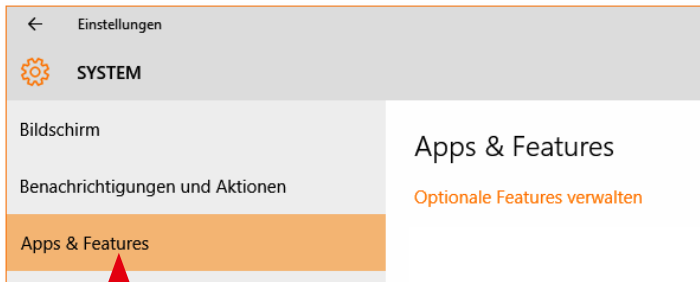 Einstellungen
SYSTEM
Bildschirm
Benachrichtigungen und Aktionen
Apps & Features
Apps & Features
Optionale Features verwalten